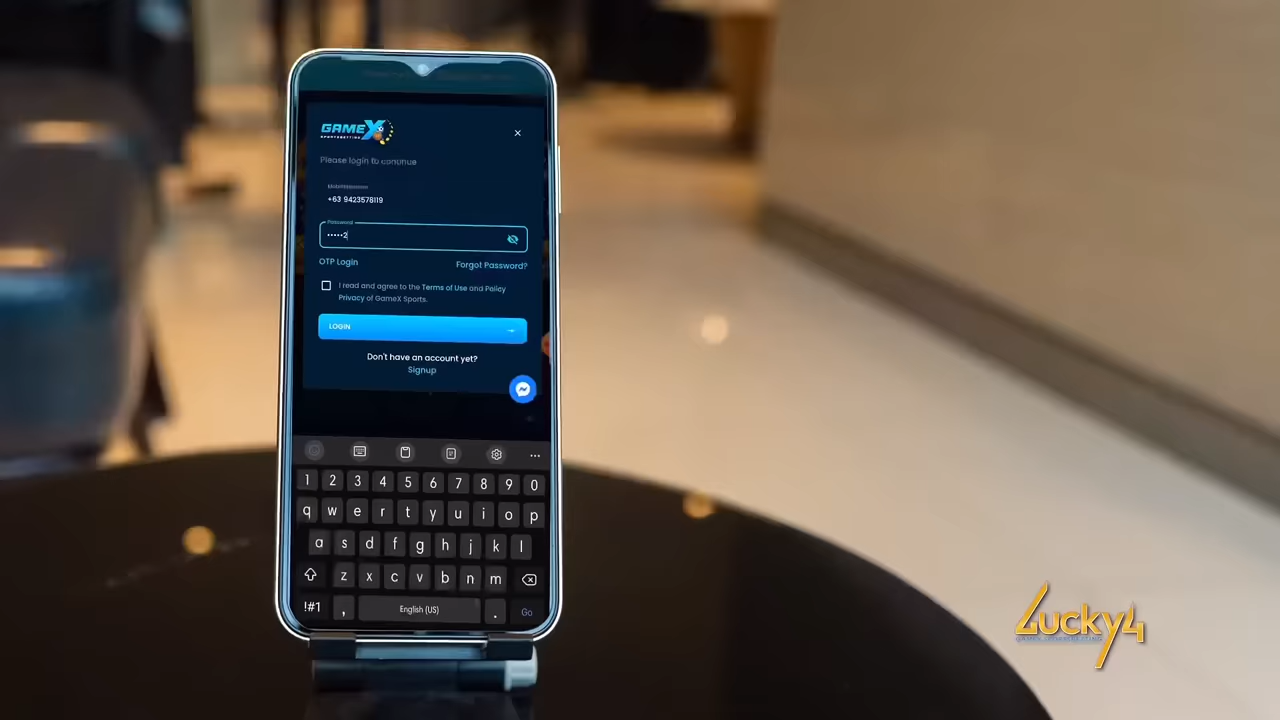 GAMEX
SPORTSBETTING
Please login to continue
+63 9423578119
Password
•••••2
OTP Login
Forgot Password?
I read and agree to the Terms of Use and Policy
Privacy of GameX Sports.
LOGIN
Don't have an account yet?
Signup
1 2 3 4 5 6 7 8 9 0
q w e r t y u i o p
a s d f g h j k l
z x c v b n m
!#1 , English (US) . Go
Lucky4